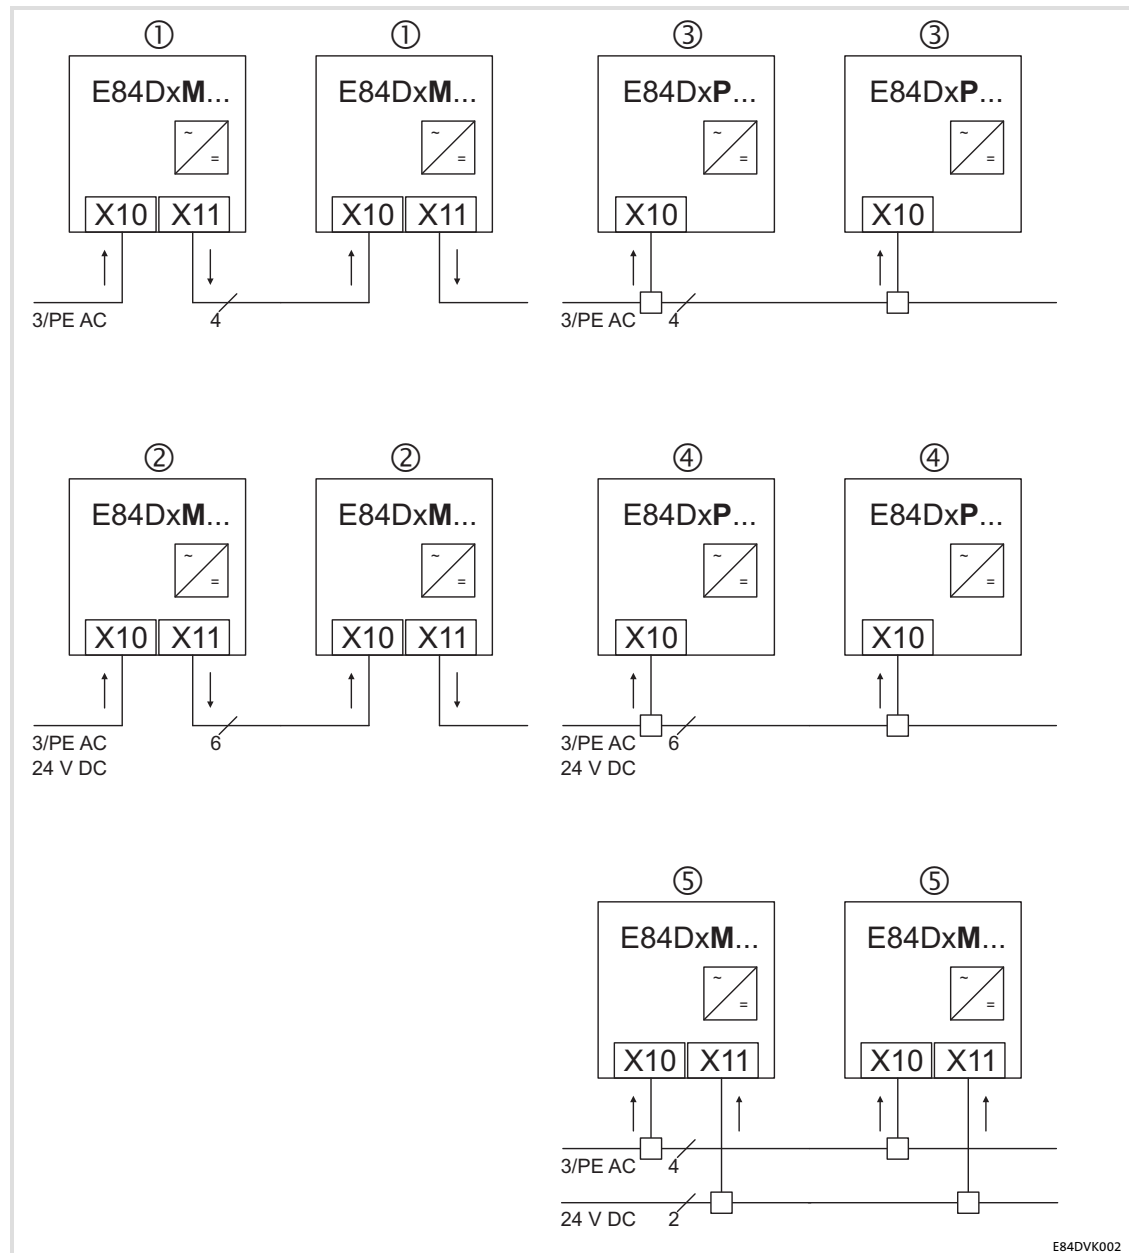 ① ① ③ ③
E84DxM... E84DxM... E84DxP... E84DxP...
~ ~ ~ ~
= = = =
X10 X11 X10 X11 X10 X10
3/PE AC 4 3/PE AC 4
② ② ④ ④
E84DxM... E84DxM... E84DxP... E84DxP...
~ ~ ~ ~
= = = =
X10 X11 X10 X11 X10 X10
3/PE AC 6 3/PE AC 6
24 V DC 24 V DC
⑤ ⑤
E84DxM... E84DxM...
~ ~
= =
X10 X11 X10 X11
3/PE AC 4
24 V DC 2
E84DVK002